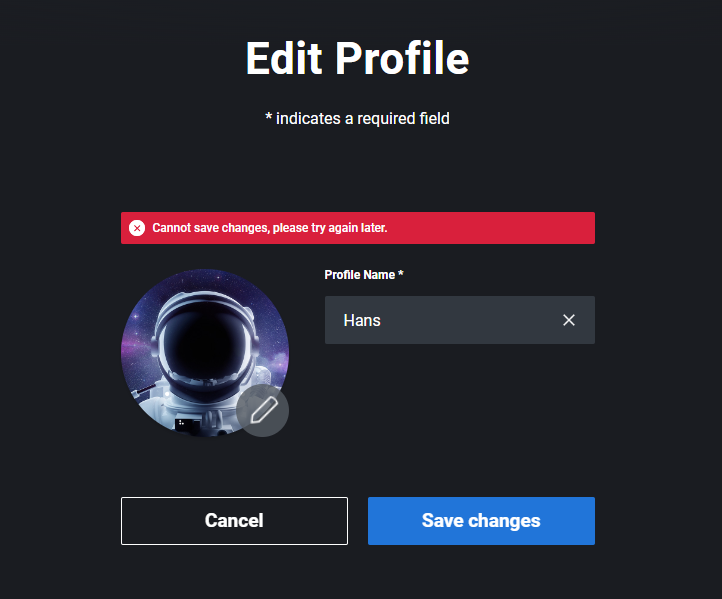 Edit Profile
* indicates a required field
Cannot save changes, please try again later.
Profile Name *
Hans
Cancel
Save changes